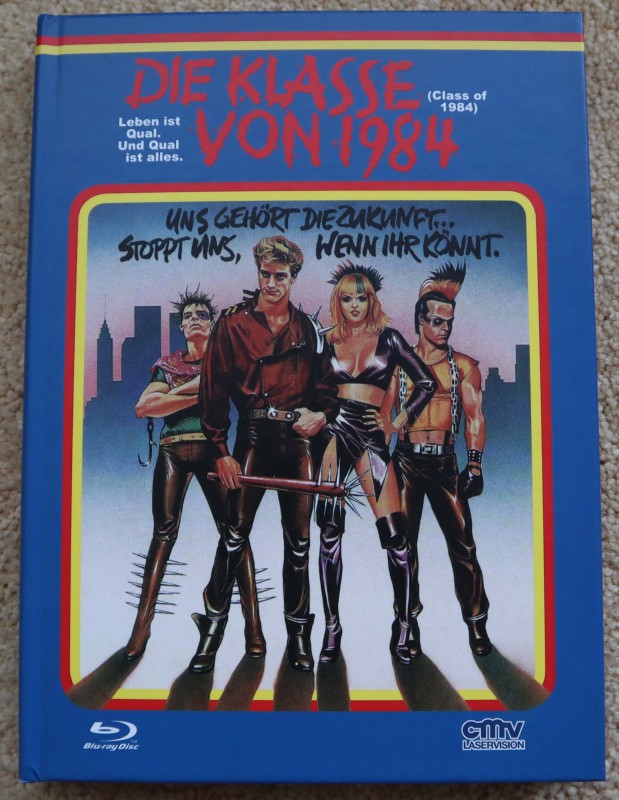 DIE KLASSE
VON 1984
(Class of
1984)
Leben ist
Qual.
Und Qual
ist alles.
UNS GEHÖRT DIE ZUKUNFT...
STOPPT UNS, WENN IHR KÖNNT.
Blu-ray Disc
cmv
LASERVISION